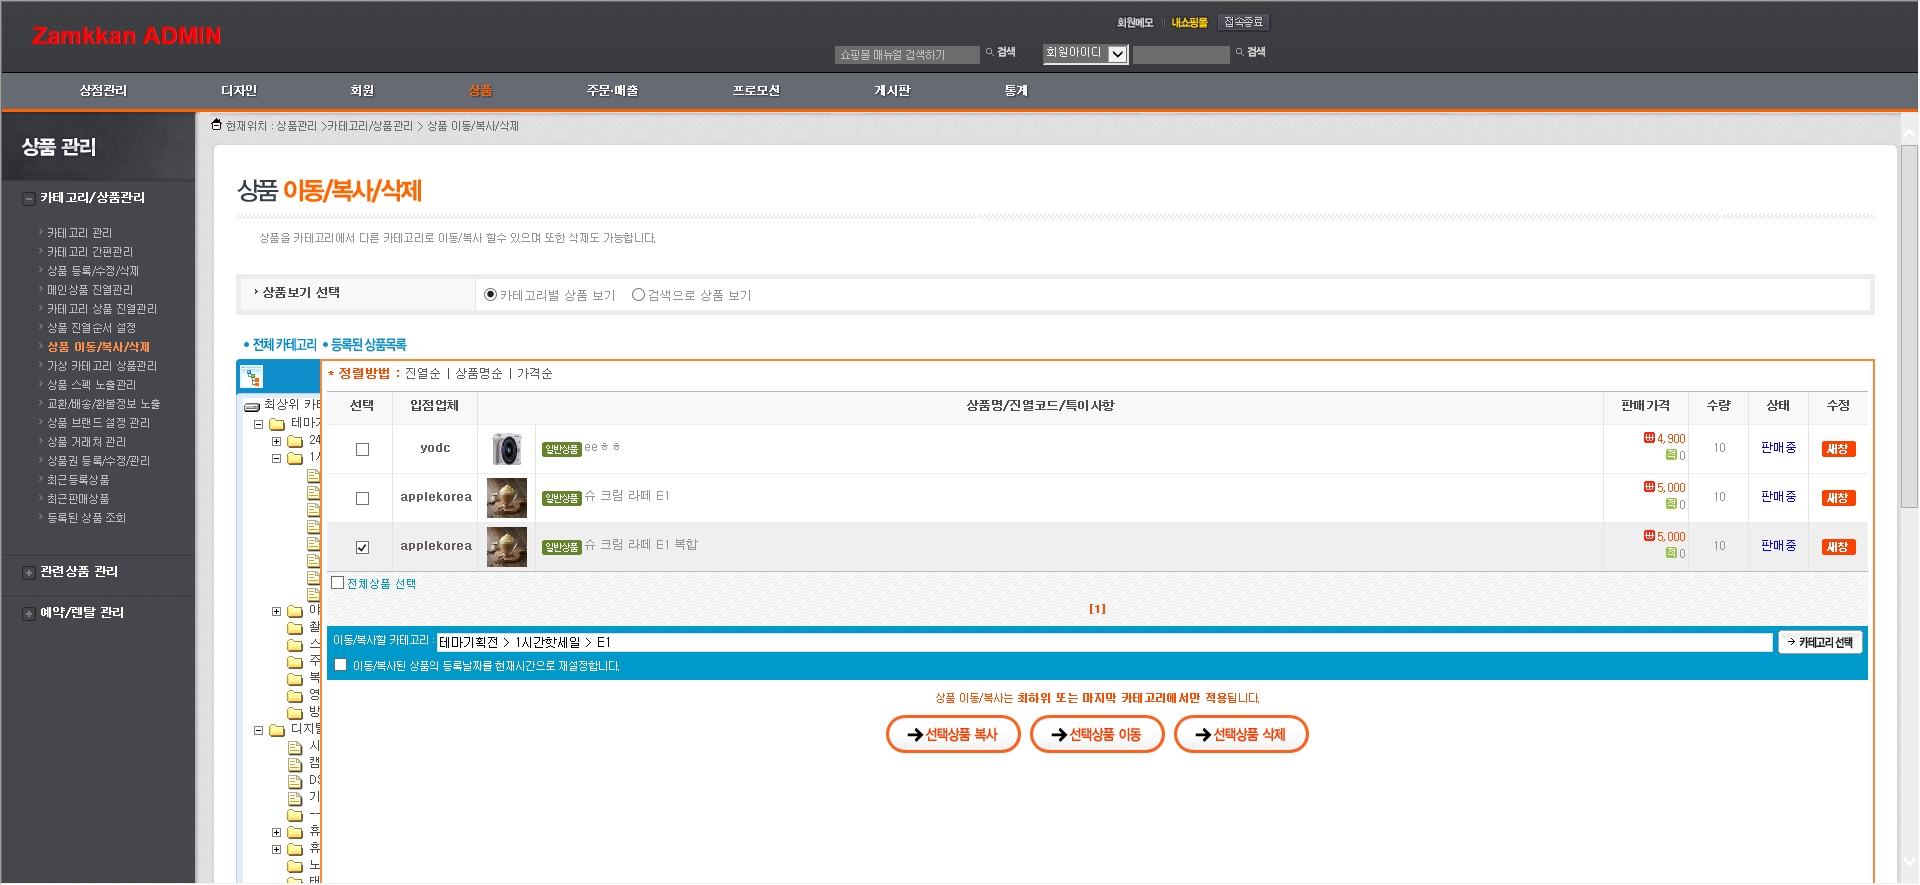 Zamkkan ADMIN
회원메모
내쇼핑몰
접속종료
쇼핑몰 매뉴얼 검색하기
검색
회원아이디
검색
상점관리
디자인
회원
상품
주문·매출
프로모션
게시판
통계
현재위치 : 상품관리 >카테고리/상품관리 > 상품 이동/복사/삭제
상품 관리
카테고리/상품관리
카테고리 관리
카테고리 간편관리
상품 등록/수정/삭제
메인상품 진열관리
카테고리 상품 진열관리
상품 진열순서 설정
상품 이동/복사/삭제
가상 카테고리 상품관리
상품 스펙 노출관리
교환/배송/환불정보 노출
상품 브랜드 설정 관리
상품 거래처 관리
상품권 등록/수정/관리
최근등록상품
최근판매상품
등록된 상품 조회
관련상품 관리
예약/렌탈 관리
상품 이동/복사/삭제
상품을 카테고리에서 다른 카테고리로 이동/복사 할수 있으며 또한 삭제도 가능합니다.
상품보기 선택
카테고리별 상품 보기
검색으로 상품 보기
전체 카테고리
등록된 상품목록
최상위 카테
테마기
24
1시
스
주
복
영
방
디지털
시
캠
DS
기
휴
휴
노
* 정렬방법 : 진열순 | 상품명순 | 가격순
선택 입점업체 상품명/진열코드/특이사항 판매가격 수량 상태 수정
yodc 일반상품 eeㅎㅎ 4,900 적 0 10 판매중 새창
applekorea 일반상품 슈 크림 라떼 E1 5,000 적 0 10 판매중 새창
applekorea 일반상품 슈 크림 라떼 E1 복합 5,000 적 0 10 판매중 새창
전체상품 선택
[1]
이동/복사할 카테고리 : 테마기획전 > 1시간핫세일 > E1
카테고리 선택
이동/복사된 상품의 등록날짜를 현재시간으로 재설정합니다.
상품 이동/복사는 최하위 또는 마지막 카테고리에서만 적용됩니다.
선택상품 복사
선택상품 이동
선택상품 삭제